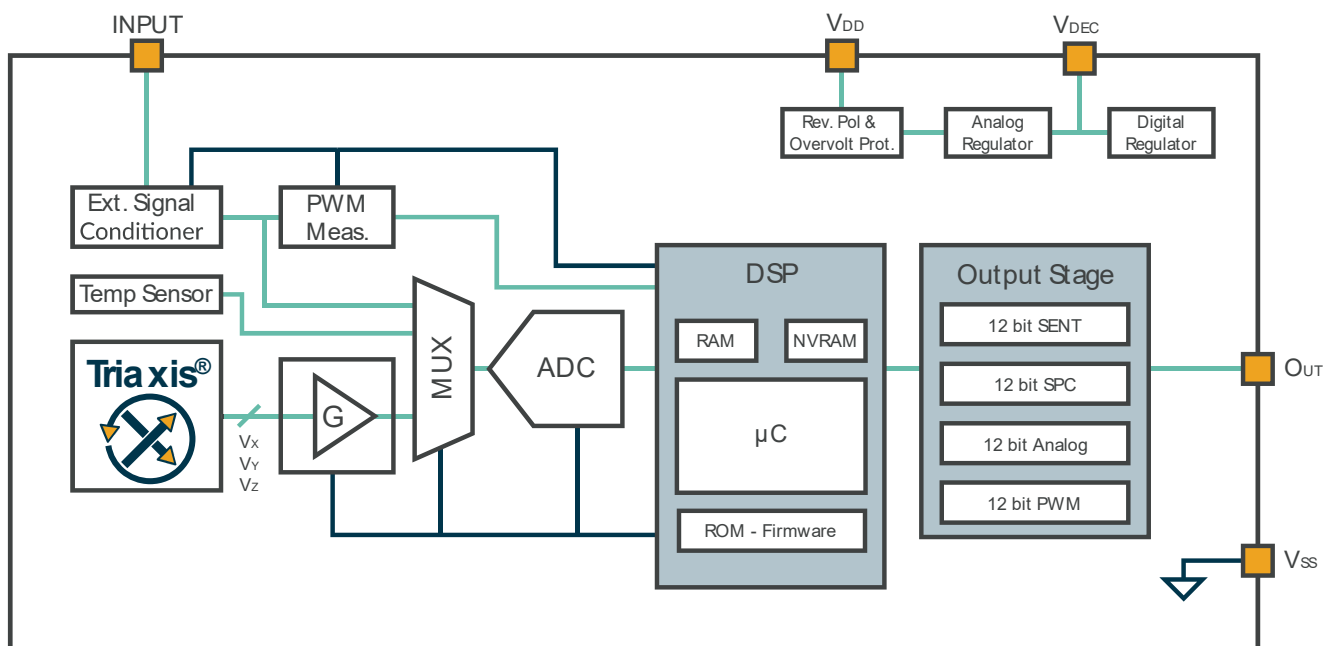 INPUT
VDD
VDEC
Rev. Pol &
Overvolt Prot.
Analog
Regulator
Digital
Regulator
Ext. Signal
Conditioner
PWM
Meas.
Temp Sensor
Triaxis®
G
VX
VY
VZ
MUX
ADC
DSP
RAM
NVRAM
µC
ROM - Firmware
Output Stage
12 bit SENT
12 bit SPC
12 bit Analog
12 bit PWM
OUT
VSS